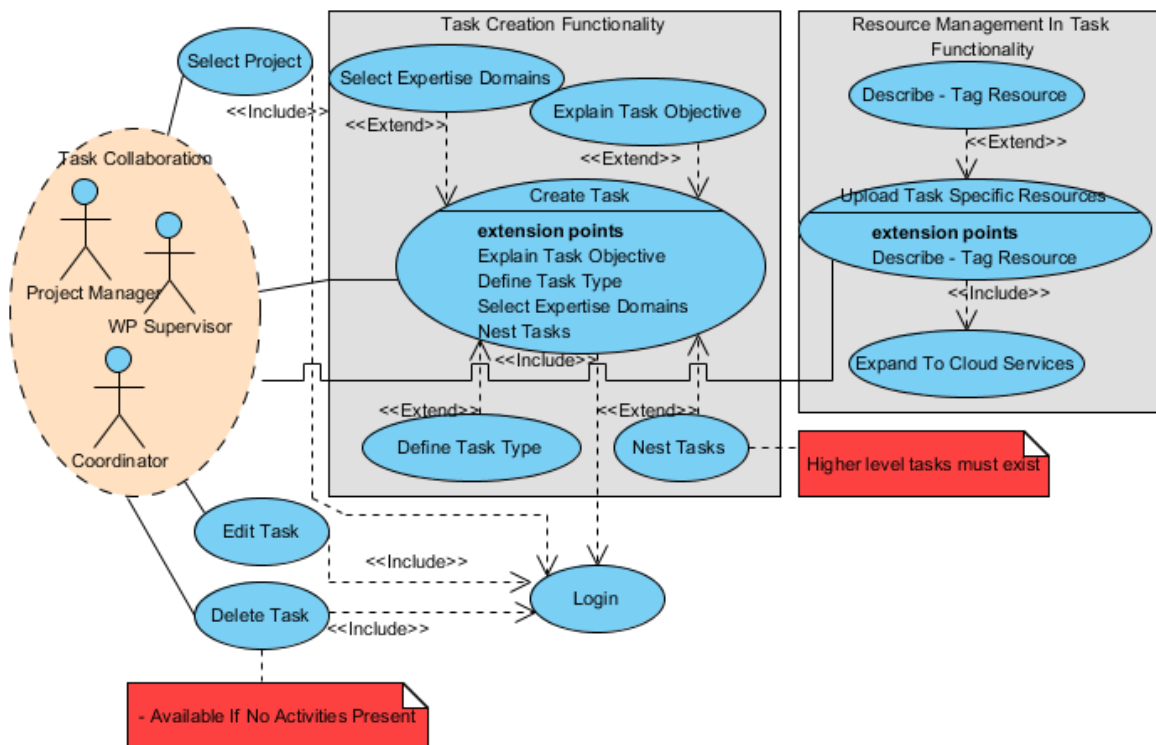 Task Creation Functionality
Resource Management In Task
Functionality
Select Project
Select Expertise Domains
Describe - Tag Resource
<<Include>>
Explain Task Objective
<<Extend>>
<<Extend>>
<<Extend>>
Task Collaboration
Project Manager
WP Supervisor
Coordinator
Create Task
extension points
Explain Task Objective
Define Task Type
Select Expertise Domains
Nest Tasks
Upload Task Specific Resources
extension points
Describe - Tag Resource
<<Include>>
<<Include>>
Expand To Cloud Services
<<Extend>>
<<Extend>>
Define Task Type
Nest Tasks
Higher level tasks must exist
Edit Task
<<Include>>
Login
Delete Task
<<Include>>
- Available If No Activities Present